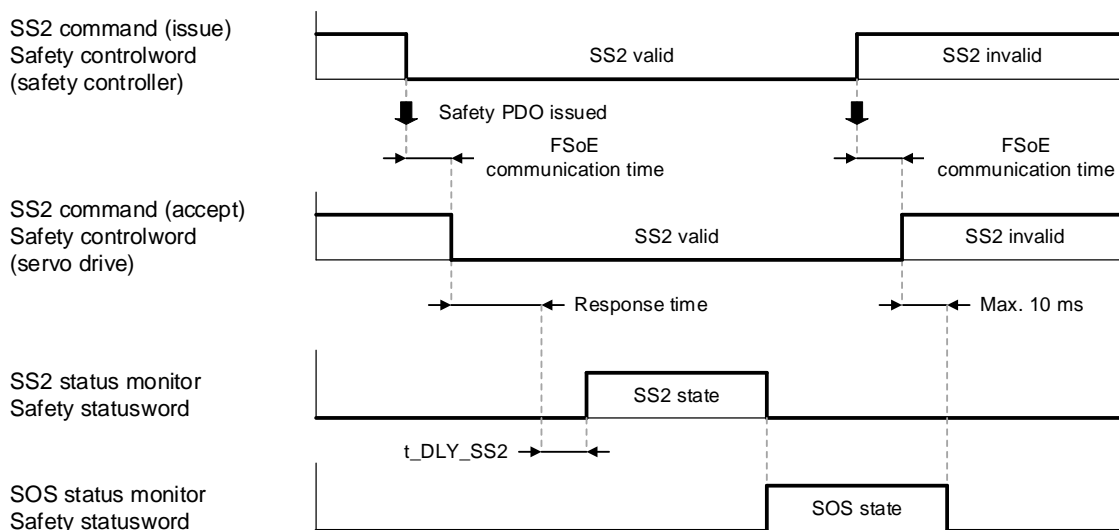 SS2 command (issue)
Safety controlword
(safety controller)
SS2 valid
SS2 invalid
Safety PDO issued
FSoE
communication time
FSoE
communication time
SS2 command (accept)
Safety controlword
(servo drive)
SS2 valid
SS2 invalid
Response time
Max. 10 ms
SS2 status monitor
Safety statusword
SS2 state
t_DLY_SS2
SOS status monitor
Safety statusword
SOS state